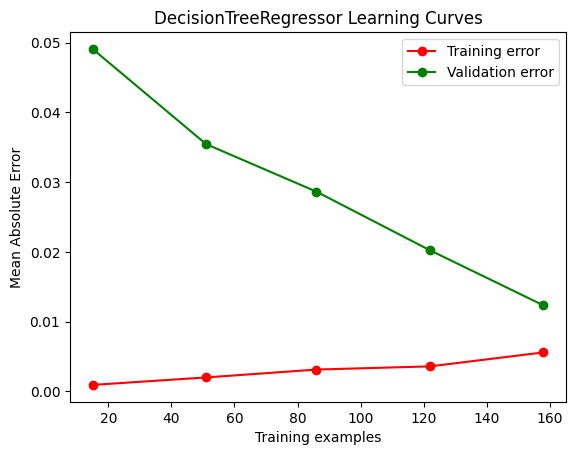 DecisionTreeRegressor Learning Curves
Training error
Validation error
Mean Absolute Error
0.05
0.04
0.03
0.02
0.01
0.00
20 40 60 80 100 120 140 160
Training examples